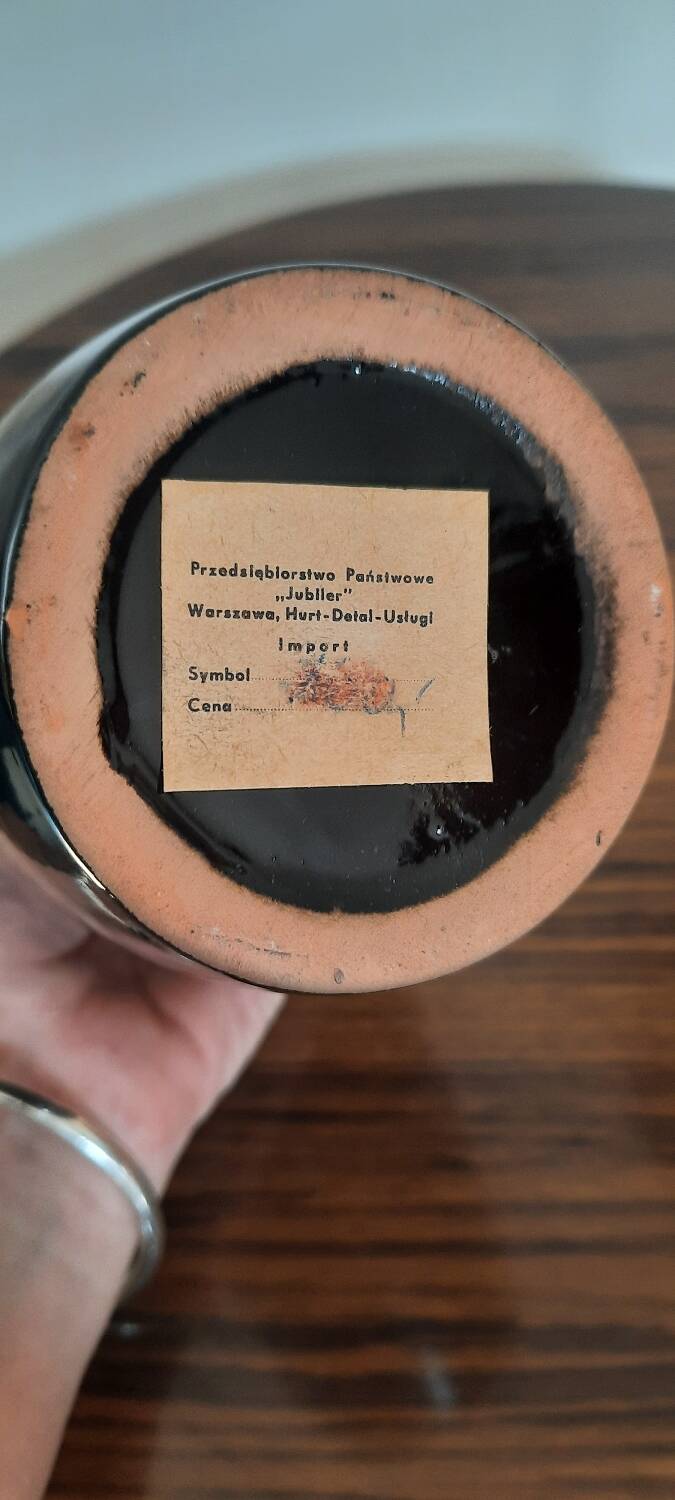 Przedsiębiorstwo Państwowe
„Jubiler”
Warszawa, Hurt-Detal-Usługi
Import
Symbol
Cena